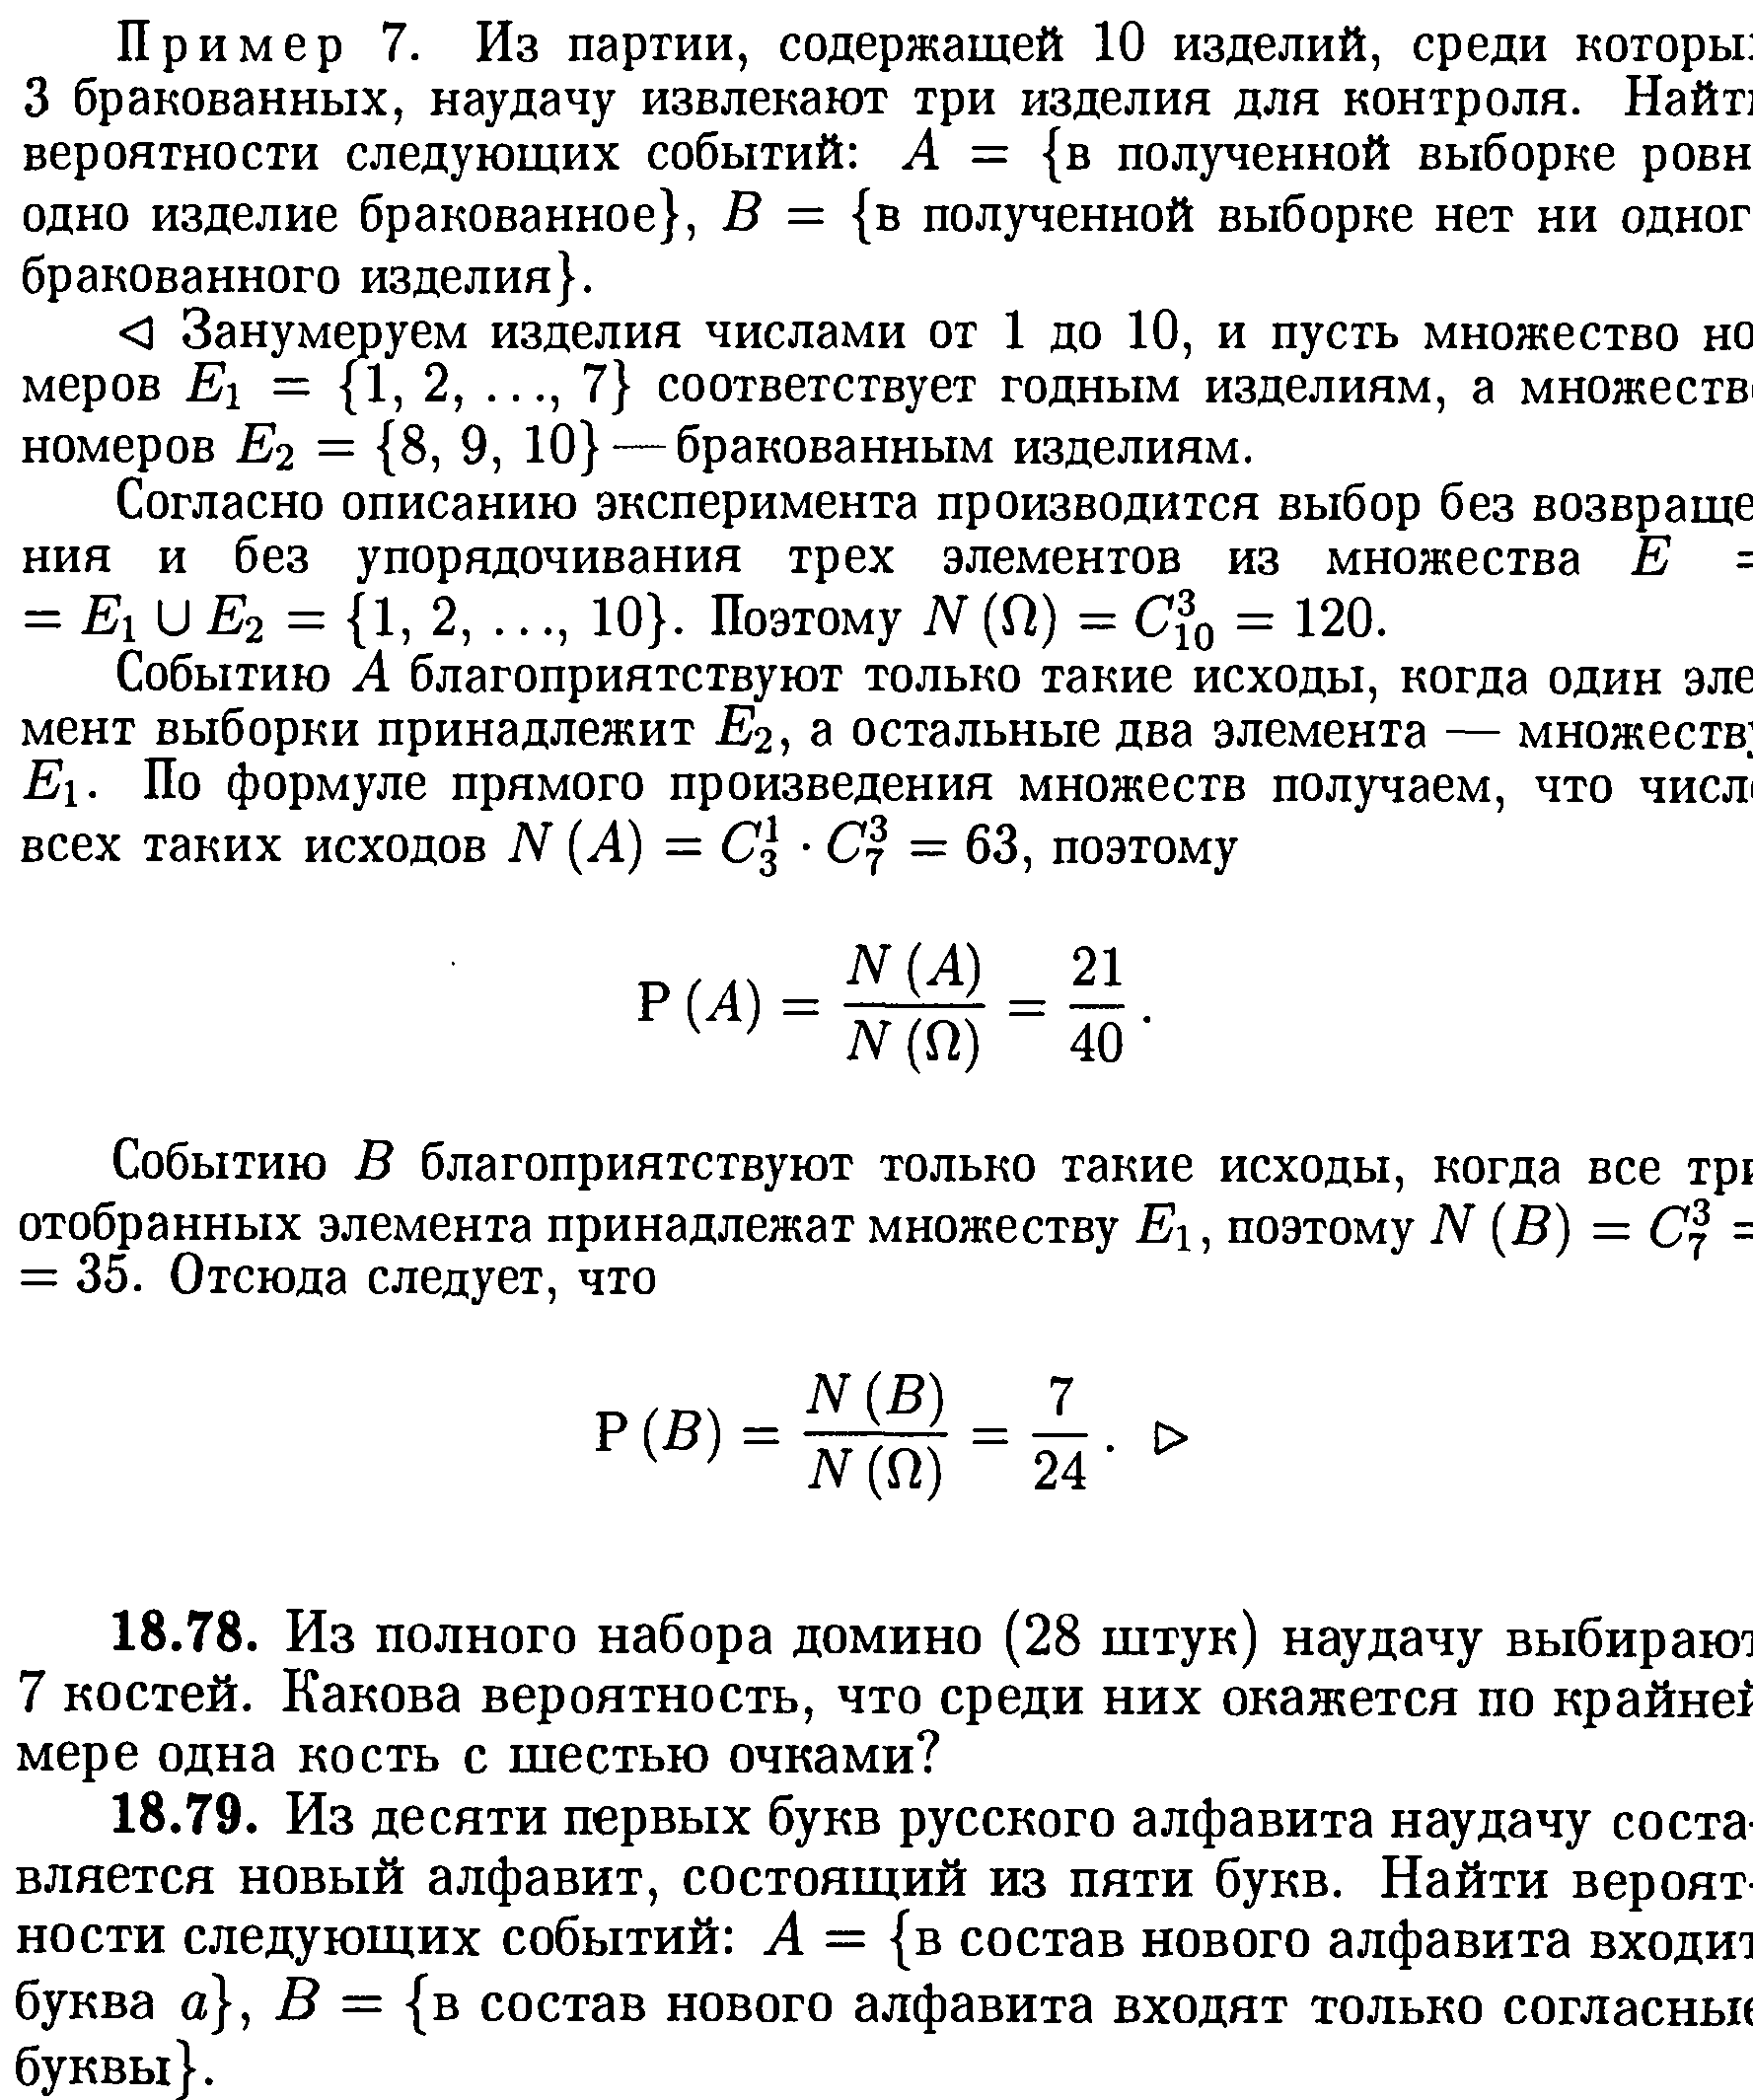 Пример 7. Из партии, содержащей 10 изделий, среди которы
3 бракованных, наудачу извлекают три изделия для контроля. Найт
вероятности следующих событий: A = {в полученной выборке ровн
одно изделие бракованное}, B = {в полученной выборке нет ни одног
бракованного изделия}.
◁ Занумеруем изделия числами от 1 до 10, и пусть множество но-
меров E₁ = {1, 2, ..., 7} соответствует годным изделиям, а множеств
номеров E₂ = {8, 9, 10} — бракованным изделиям.
Согласно описанию эксперимента производится выбор без возвраще-
ния и без упорядочивания трех элементов из множества E =
= E₁ ∪ E₂ = {1, 2, ..., 10}. Поэтому N (Ω) = C₁₀³ = 120.
Событию A благоприятствуют только такие исходы, когда один эле-
мент выборки принадлежит E₂, а остальные два элемента — множеству
E₁. По формуле прямого произведения множеств получаем, что число
всех таких исходов N (A) = C₃¹ · C₇³ = 63, поэтому
P (A) = N (A) / N (Ω) = 21 / 40 .
Событию B благоприятствуют только такие исходы, когда все три
отобранных элемента принадлежат множеству E₁, поэтому N (B) = C₇³ =
= 35. Отсюда следует, что
P (B) = N (B) / N (Ω) = 7 / 24 . ▷
18.78. Из полного набора домино (28 штук) наудачу выбирают
7 костей. Какова вероятность, что среди них окажется по крайней
мере одна кость с шестью очками?
18.79. Из десяти первых букв русского алфавита наудачу соста-
вляется новый алфавит, состоящий из пяти букв. Найти вероят-
ности следующих событий: A = {в состав нового алфавита входит
буква а}, B = {в состав нового алфавита входят только согласные
буквы}.